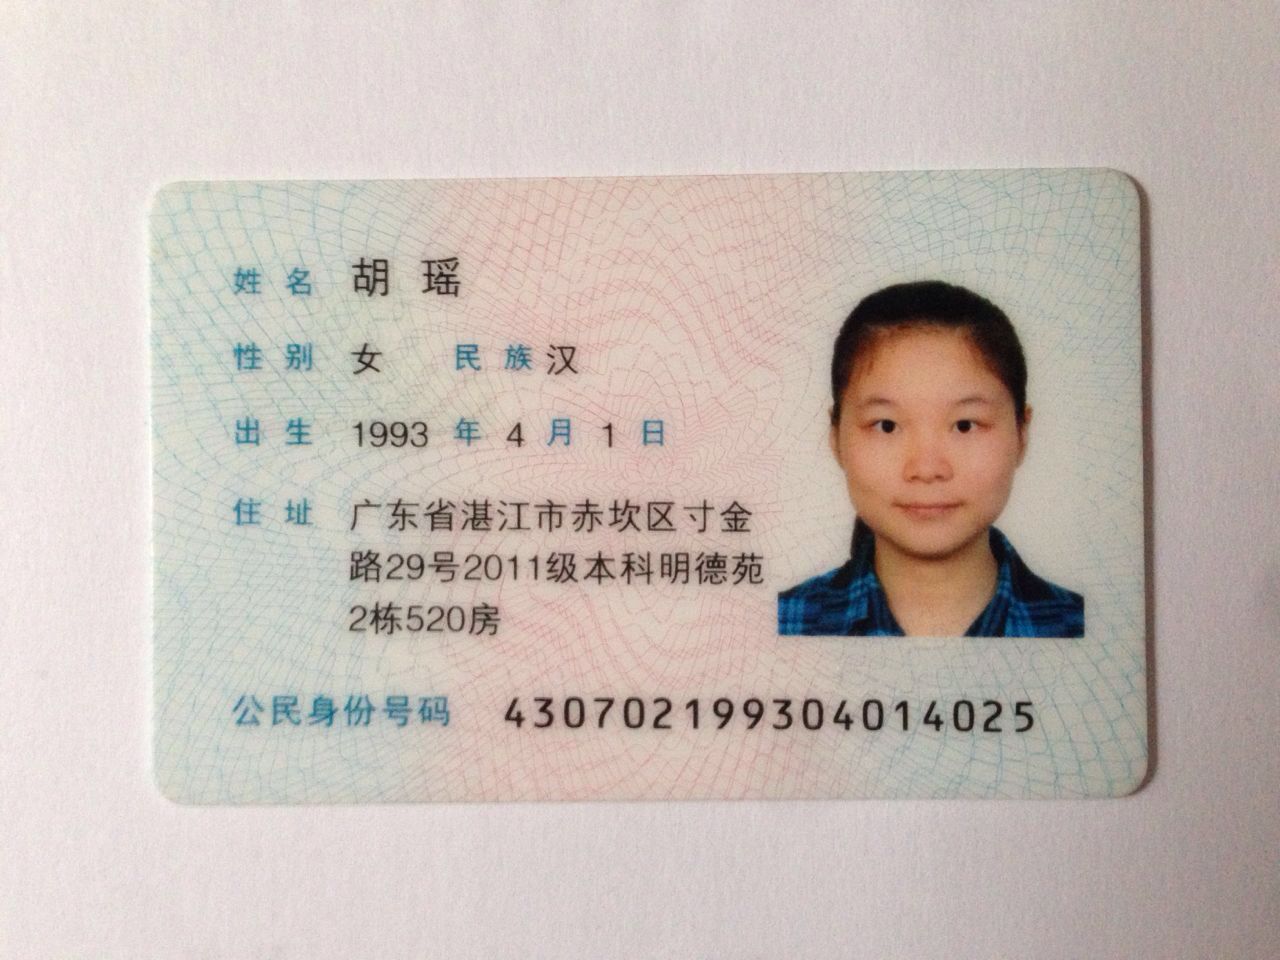 姓名 胡瑶
性别 女 民族 汉
出生 1993 年 4 月 1 日
住址 广东省湛江市赤坎区寸金
路29号2011级本科明德苑
2栋520房
公民身份号码 430702199304014025